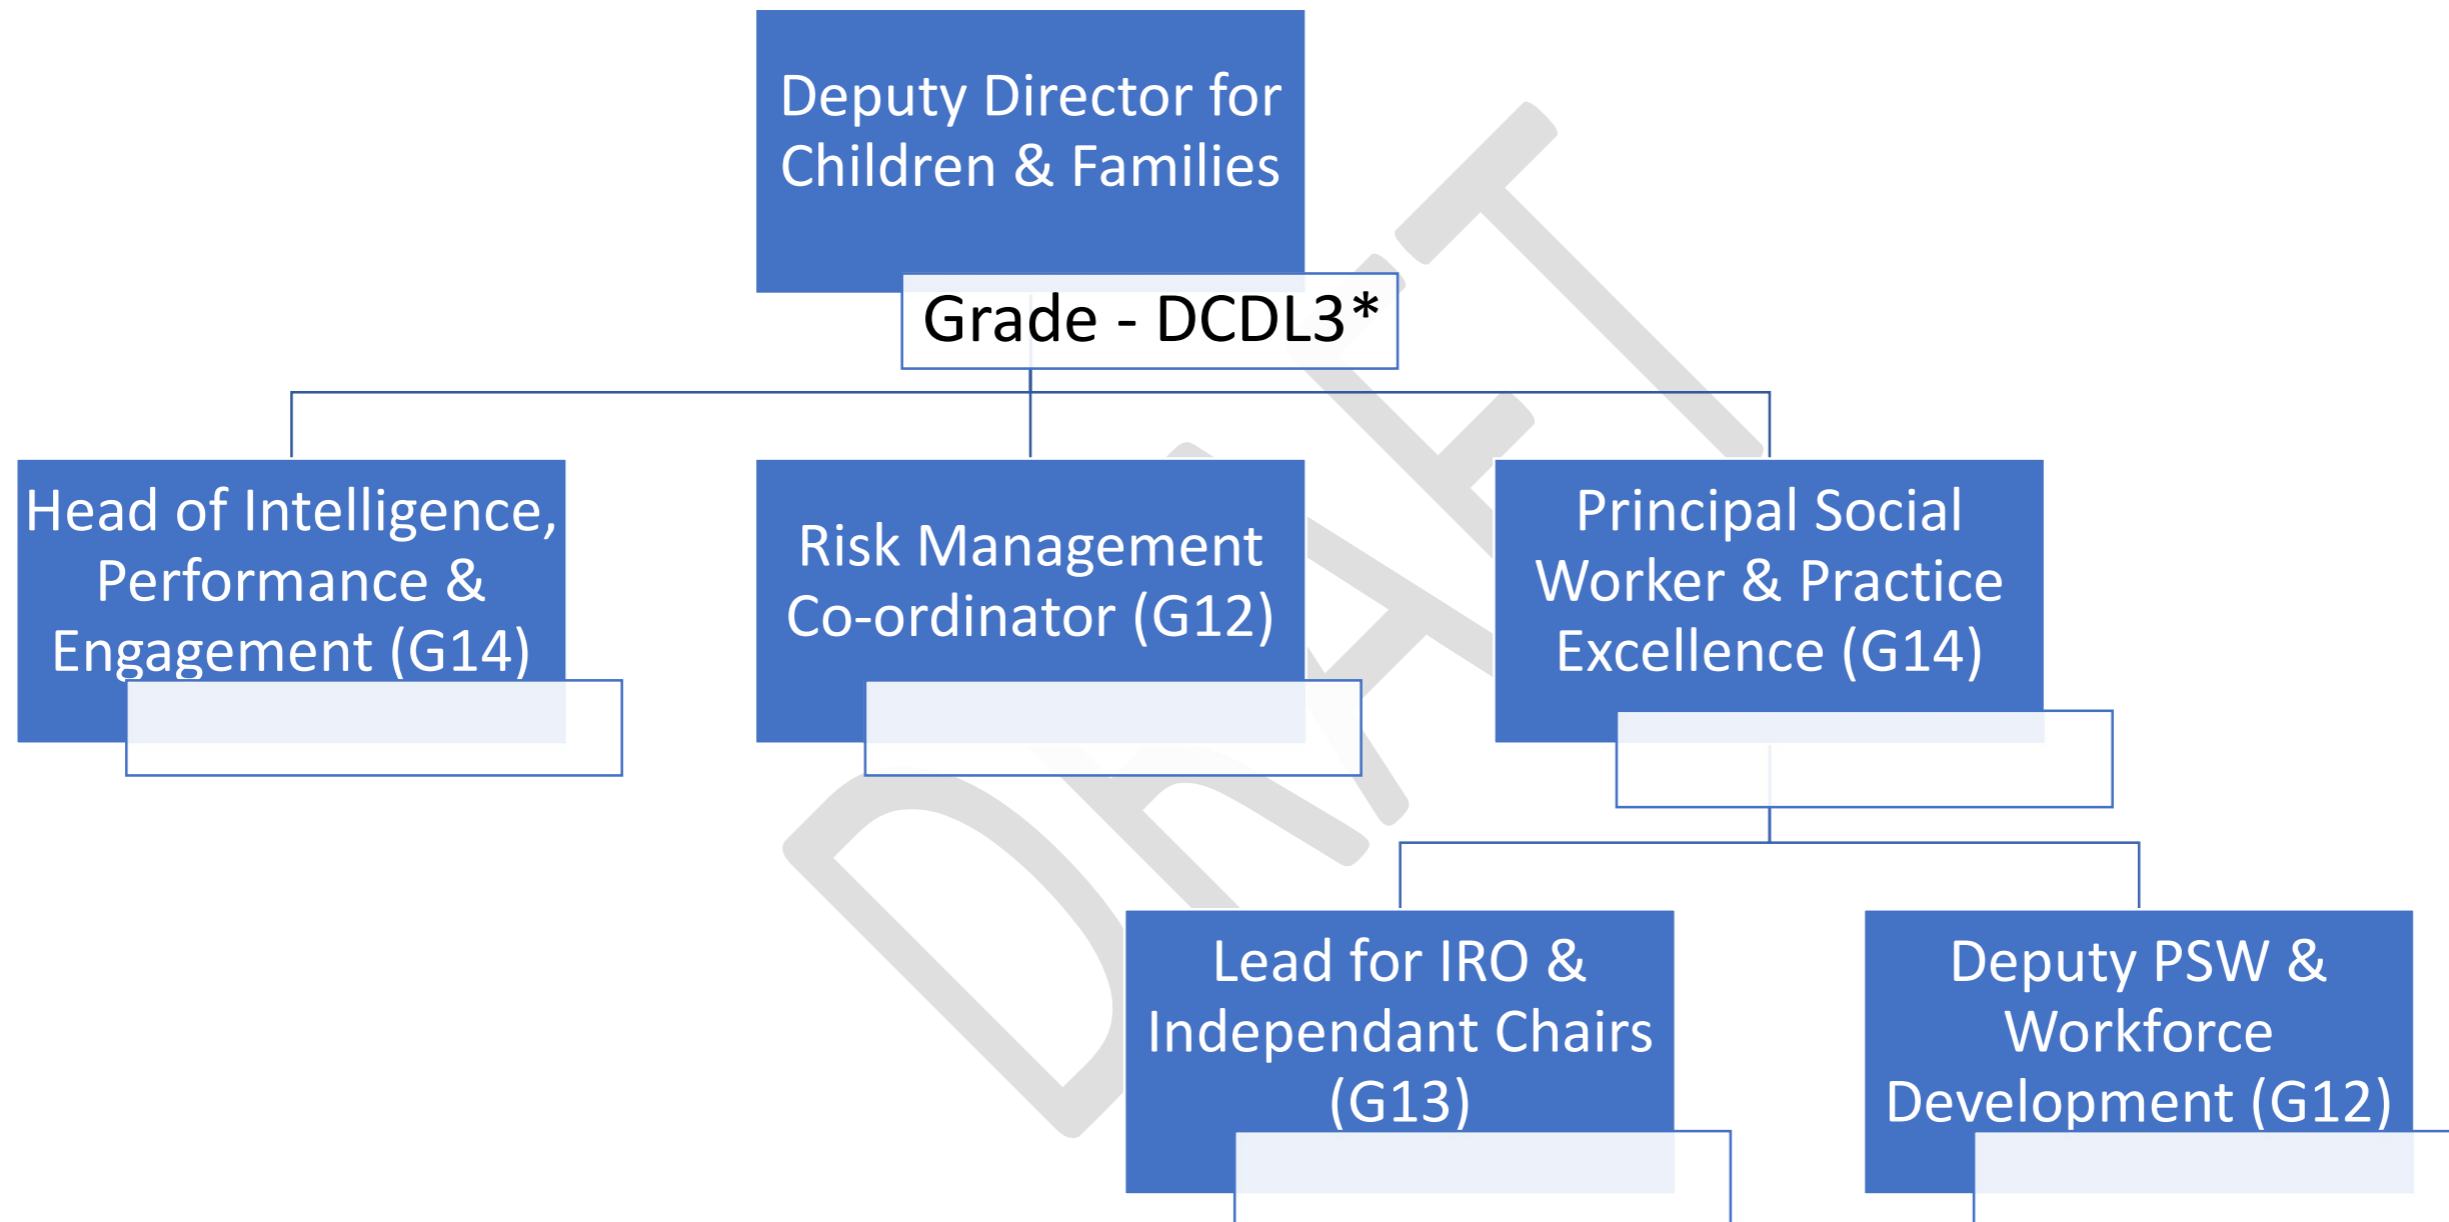 Deputy Director for
Children & Families
Grade - DCDL3*
Head of Intelligence,
Performance &
Engagement (G14)
Risk Management
Co-ordinator (G12)
Principal Social
Worker & Practice
Excellence (G14)
Lead for IRO &
Independant Chairs
(G13)
Deputy PSW &
Workforce
Development (G12)
DRAFT